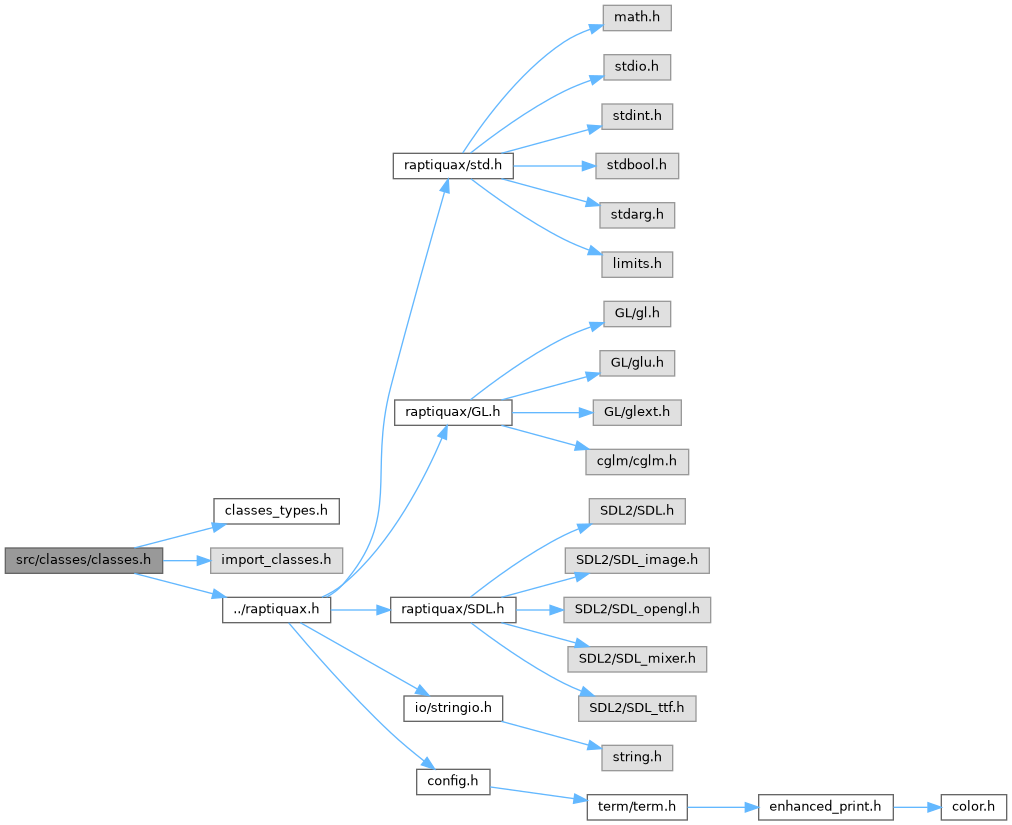 math.h
stdio.h
stdint.h
raptiquax/std.h
stdbool.h
stdarg.h
limits.h
GL/gl.h
GL/glu.h
raptiquax/GL.h
GL/glext.h
cglm/cglm.h
classes_types.h
SDL2/SDL.h
src/classes/classes.h
import_classes.h
SDL2/SDL_image.h
../raptiquax.h
raptiquax/SDL.h
SDL2/SDL_opengl.h
SDL2/SDL_mixer.h
io/stringio.h
SDL2/SDL_ttf.h
string.h
config.h
term/term.h
enhanced_print.h
color.h